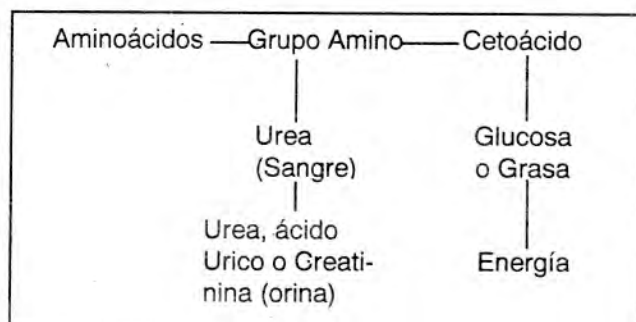 Aminoácidos Grupo Amino Cetoácido
Urea
(Sangre)
Glucosa
o Grasa
Urea, ácido
Urico o Creati-
nina (orina)
Energía